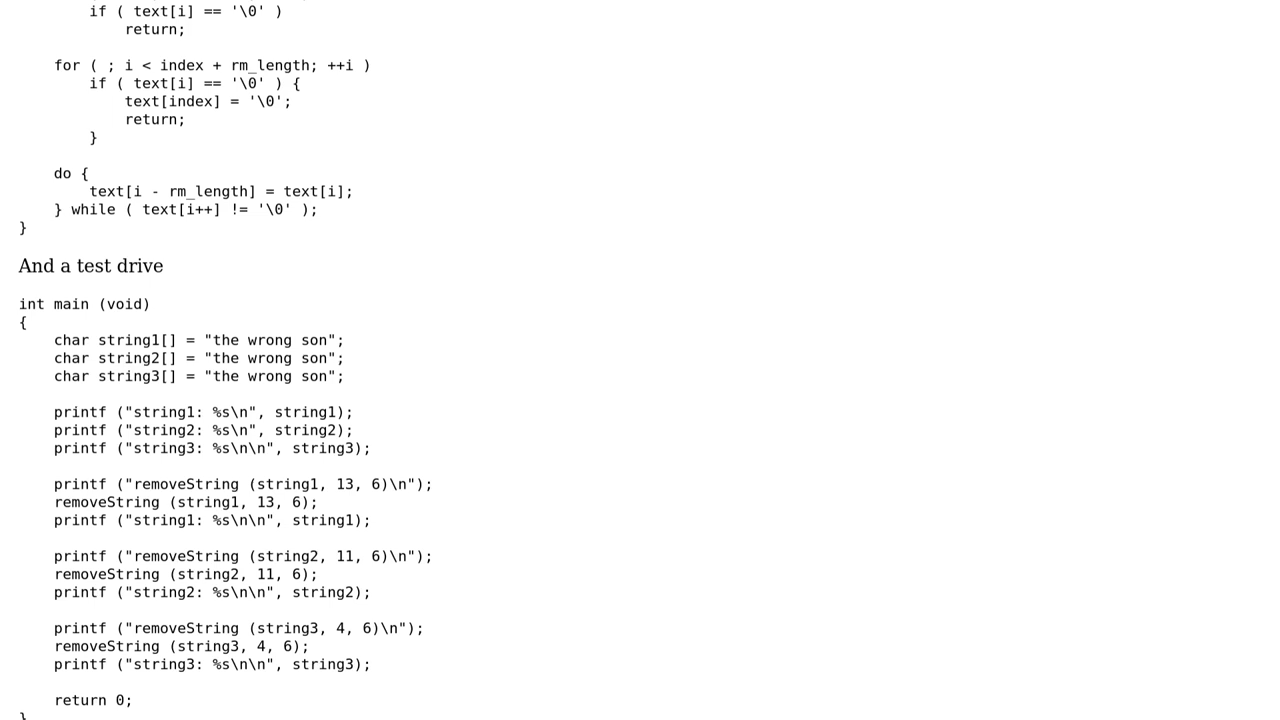 if ( text[i] == '\0' )
            return;

    for ( ; i < index + rm_length; ++i )
        if ( text[i] == '\0' ) {
            text[index] = '\0';
            return;
        }

    do {
        text[i - rm_length] = text[i];
    } while ( text[i++] != '\0' );
}
And a test drive
int main (void)
{
    char string1[] = "the wrong son";
    char string2[] = "the wrong son";
    char string3[] = "the wrong son";

    printf ("string1: %s\n", string1);
    printf ("string2: %s\n", string2);
    printf ("string3: %s\n\n", string3);

    printf ("removeString (string1, 13, 6)\n");
    removeString (string1, 13, 6);
    printf ("string1: %s\n\n", string1);

    printf ("removeString (string2, 11, 6)\n");
    removeString (string2, 11, 6);
    printf ("string2: %s\n\n", string2);

    printf ("removeString (string3, 4, 6)\n");
    removeString (string3, 4, 6);
    printf ("string3: %s\n\n", string3);

    return 0;
}